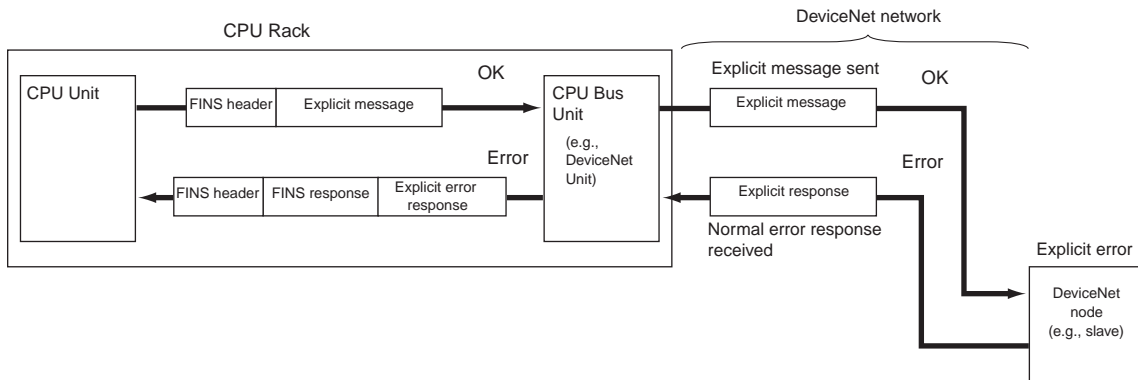 DeviceNet network
CPU Rack
CPU Unit
FINS header
Explicit message
OK
CPU Bus
Unit
(e.g.,
DeviceNet
Unit)
Explicit message sent
Explicit message
OK
Error
FINS header
FINS response
Explicit error
response
Error
Explicit response
Normal error response
received
Explicit error
DeviceNet
node
(e.g., slave)